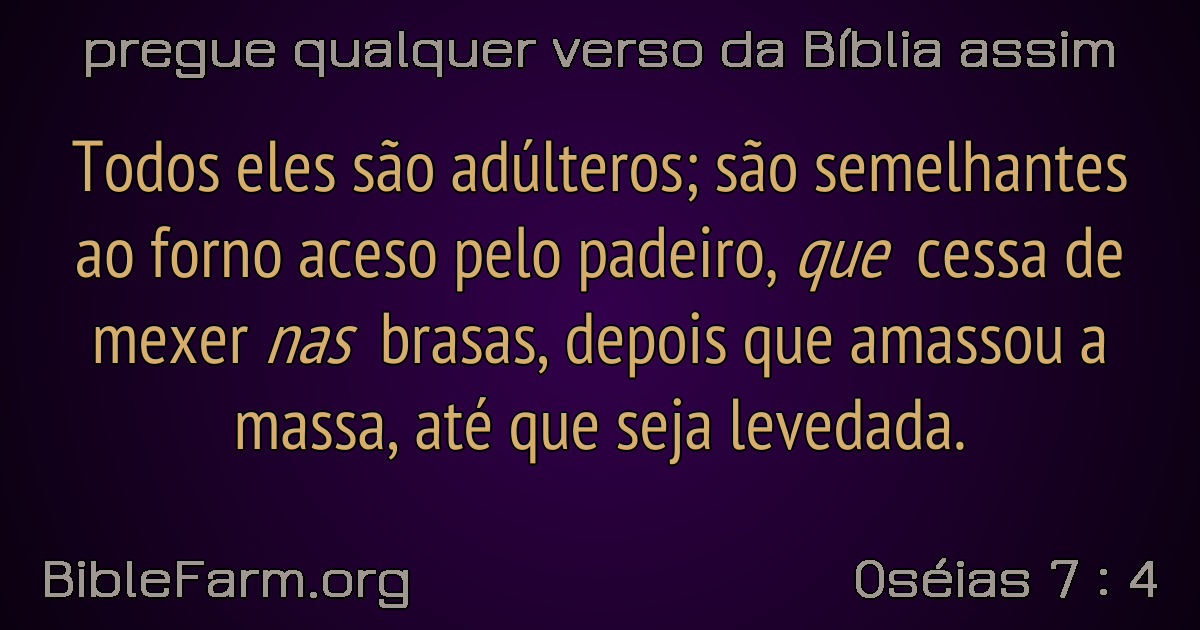 pregue qualquer verso da Bíblia assim
Todos eles são adúlteros; são semelhantes
ao forno aceso pelo padeiro, que cessa de
mexer nas brasas, depois que amassou a
massa, até que seja levedada.
BibleFarm.org
Oséias 7 : 4